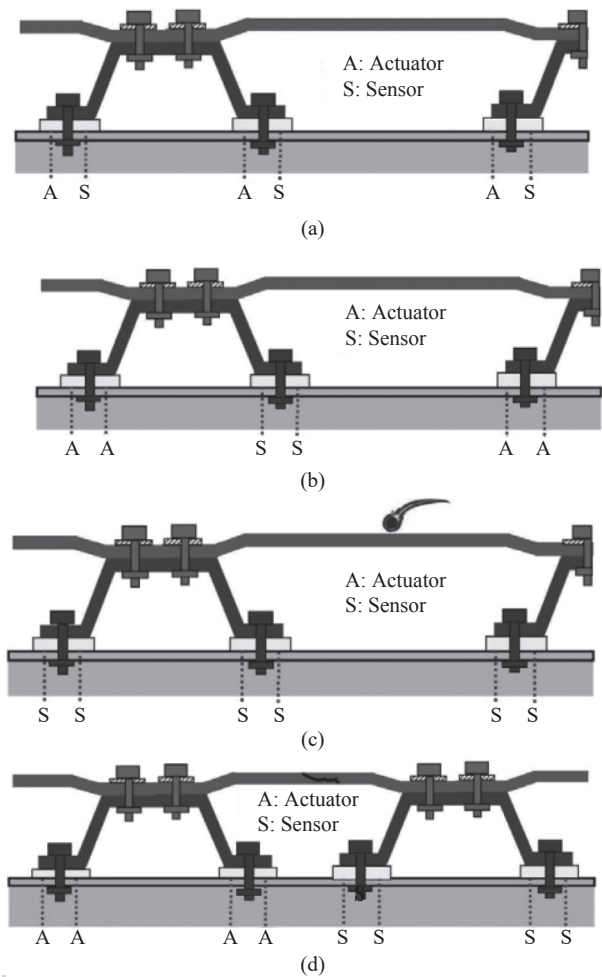 A: Actuator
S: Sensor
A S A S A S
(a)
A: Actuator
S: Sensor
A A S S A A
(b)
A: Actuator
S: Sensor
S S S S S S
(c)
A: Actuator
S: Sensor
S
A A A A S S S S
(d)